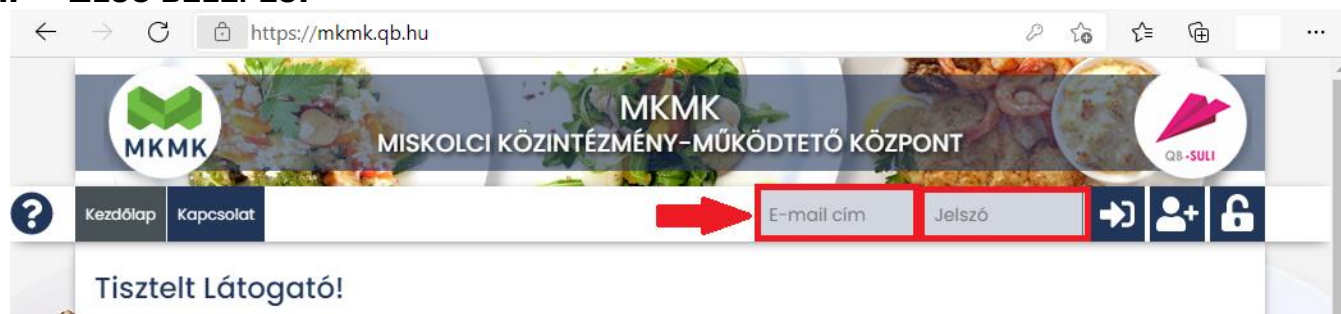 https://mkmk.qb.hu
MKMK
MISKOLCI KÖZINTÉZMÉNY-MŰKÖDTETŐ KÖZPONT
MKMK
QB-SULI
Kezdőlap Kapcsolat E-mail cím Jelszó
Tisztelt Látogató!